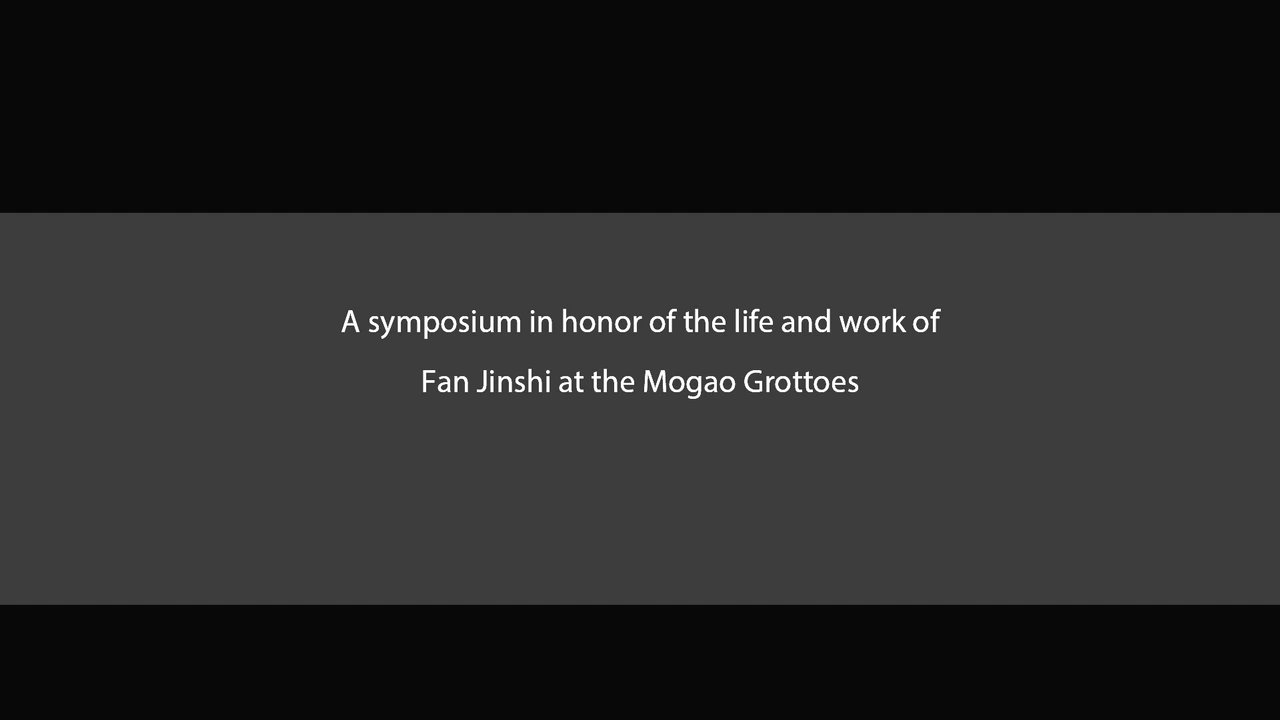 A symposium in honor of the life and work of
Fan Jinshi at the Mogao Grottoes